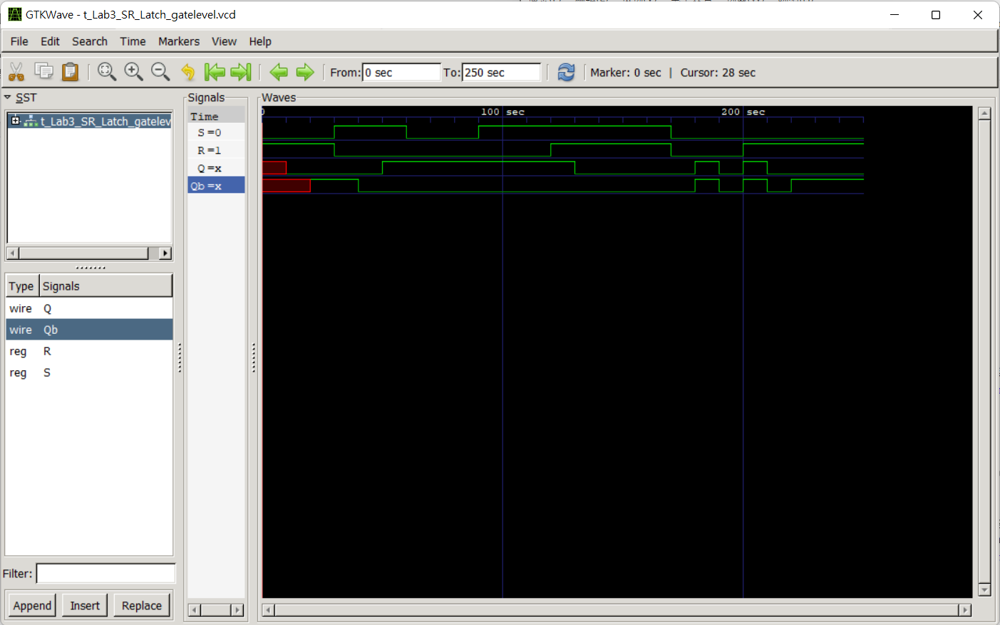 GTKWave - t_Lab3_SR_Latch_gatelevel.vcd
File Edit Search Time Markers View Help
From: 0 sec To: 250 sec Marker: 0 sec | Cursor: 28 sec
SST
t_Lab3_SR_Latch_gatelev
Type Signals
wire Q
wire Qb
reg R
reg S
Filter:
Append Insert Replace
Signals
Time
S=0
R=1
Q=x
Qb=x
Waves
0 100 sec 200 sec